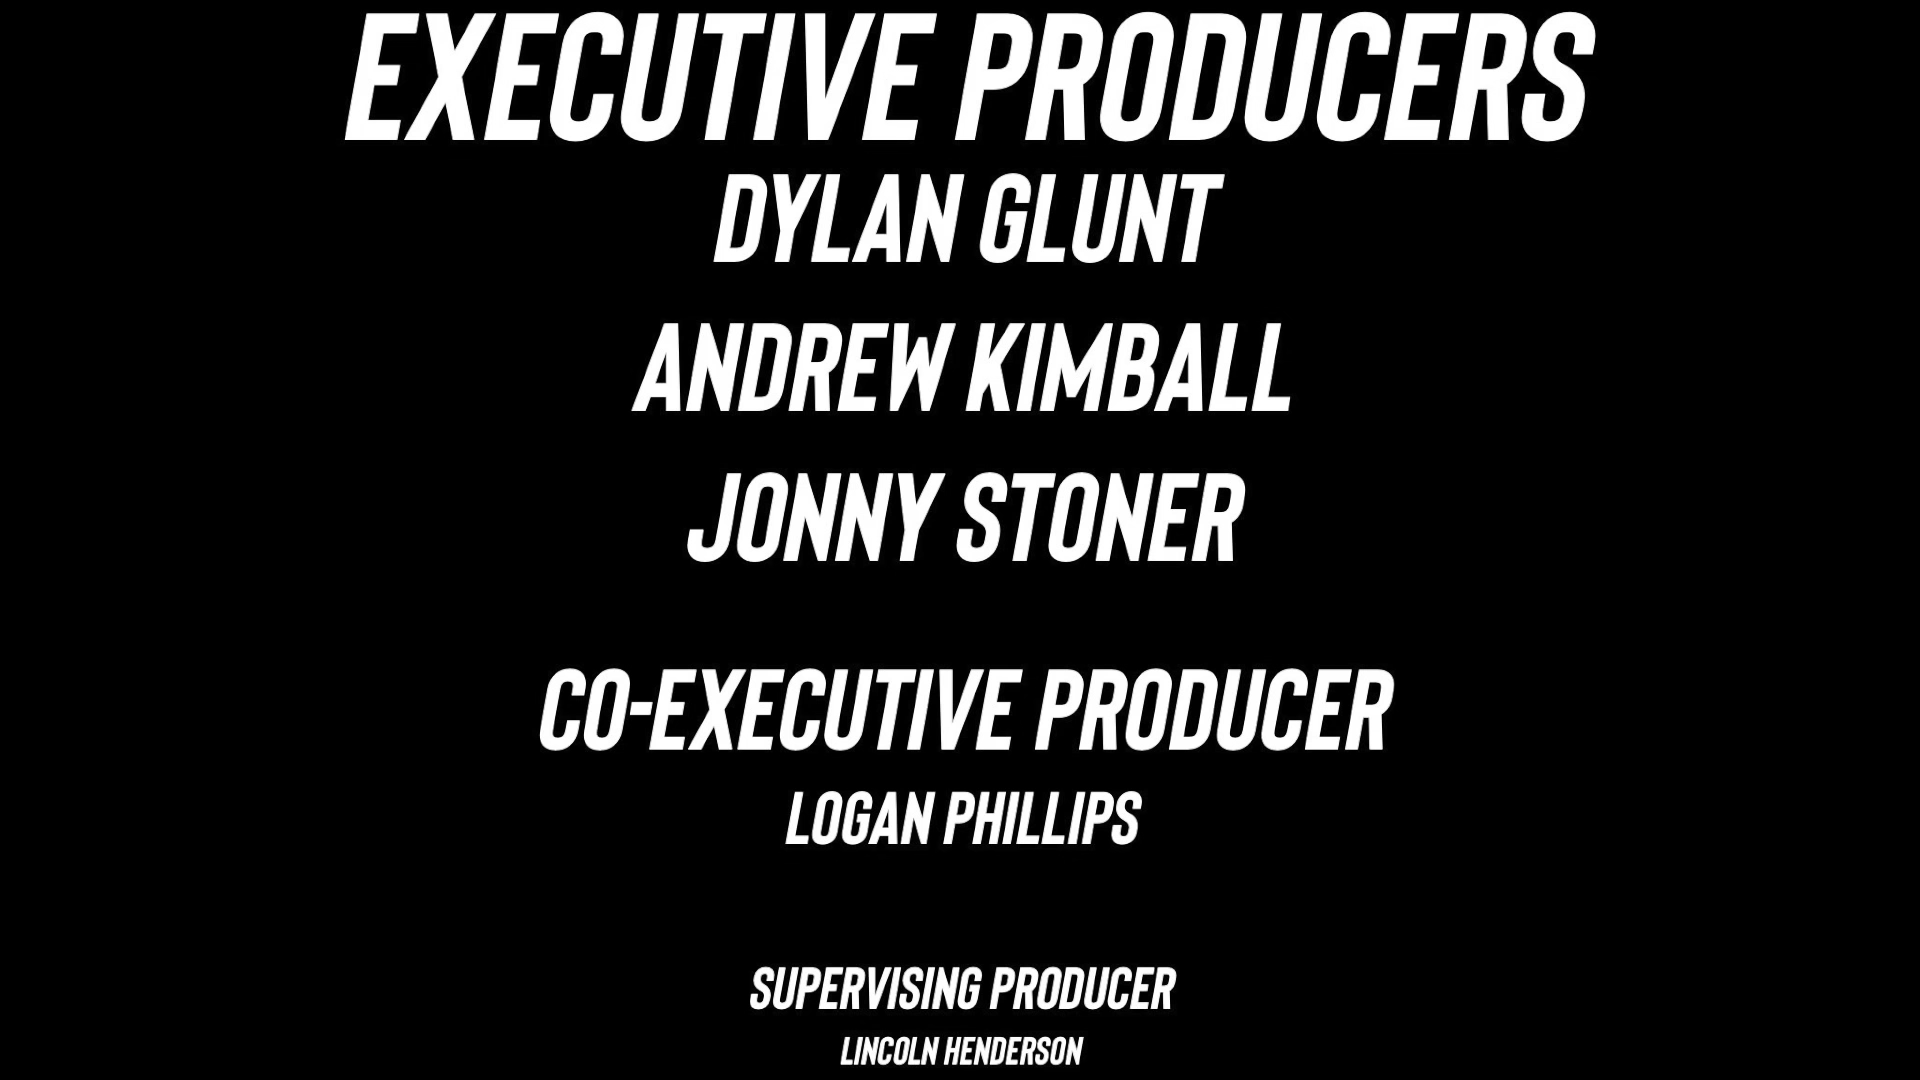 EXECUTIVE PRODUCERS
DYLAN GLUNT
ANDREW KIMBALL
JONNY STONER
CO-EXECUTIVE PRODUCER
LOGAN PHILLIPS
SUPERVISING PRODUCER
LINCOLN HENDERSON